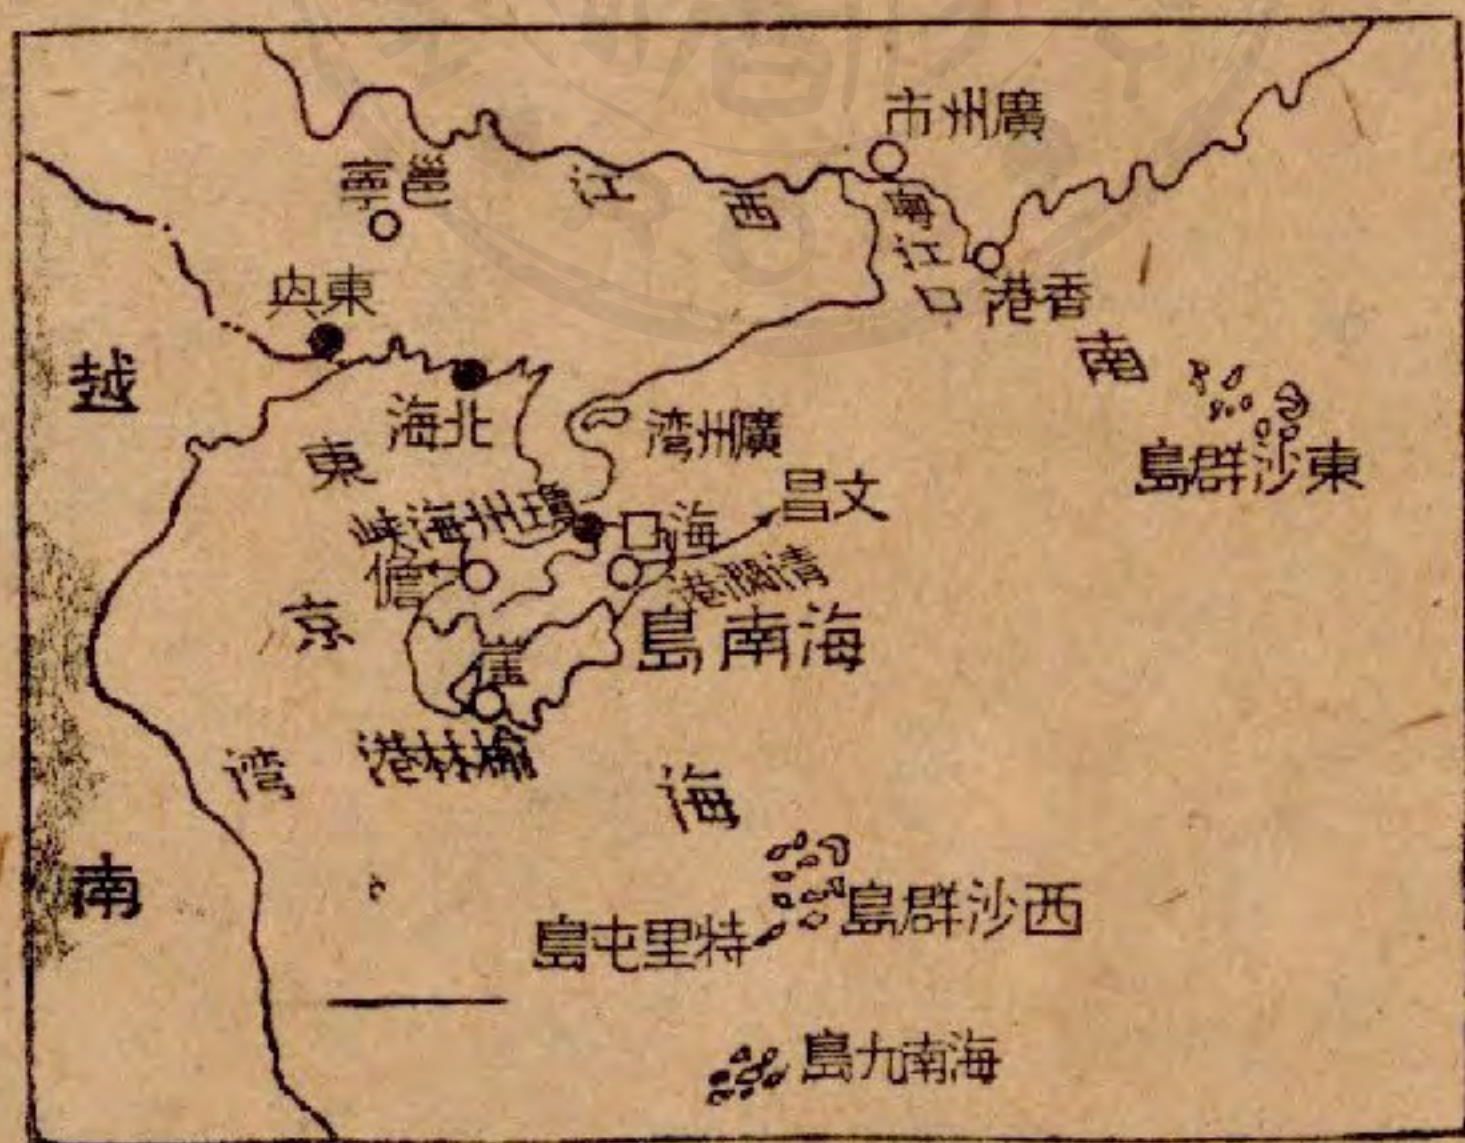 廣州市
邕寧
西江
粵江口
香港
東興
越南
北海
廣州湾
南海
東沙群島
東京湾
瓊州海峽
海口
文昌
儋
清瀾港
海南島
崖
榆林港
西沙群島
特里屯島
海南九島